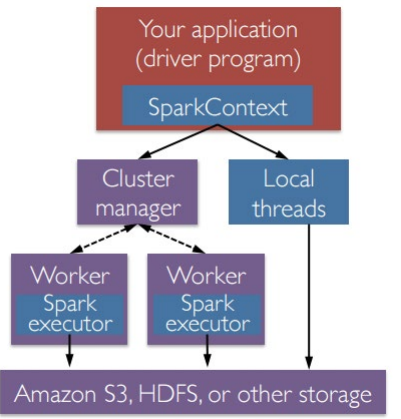 Your application
(driver program)
SparkContext
Cluster
manager
Local
threads
Worker
Spark
executor
Worker
Spark
executor
Amazon S3, HDFS, or other storage